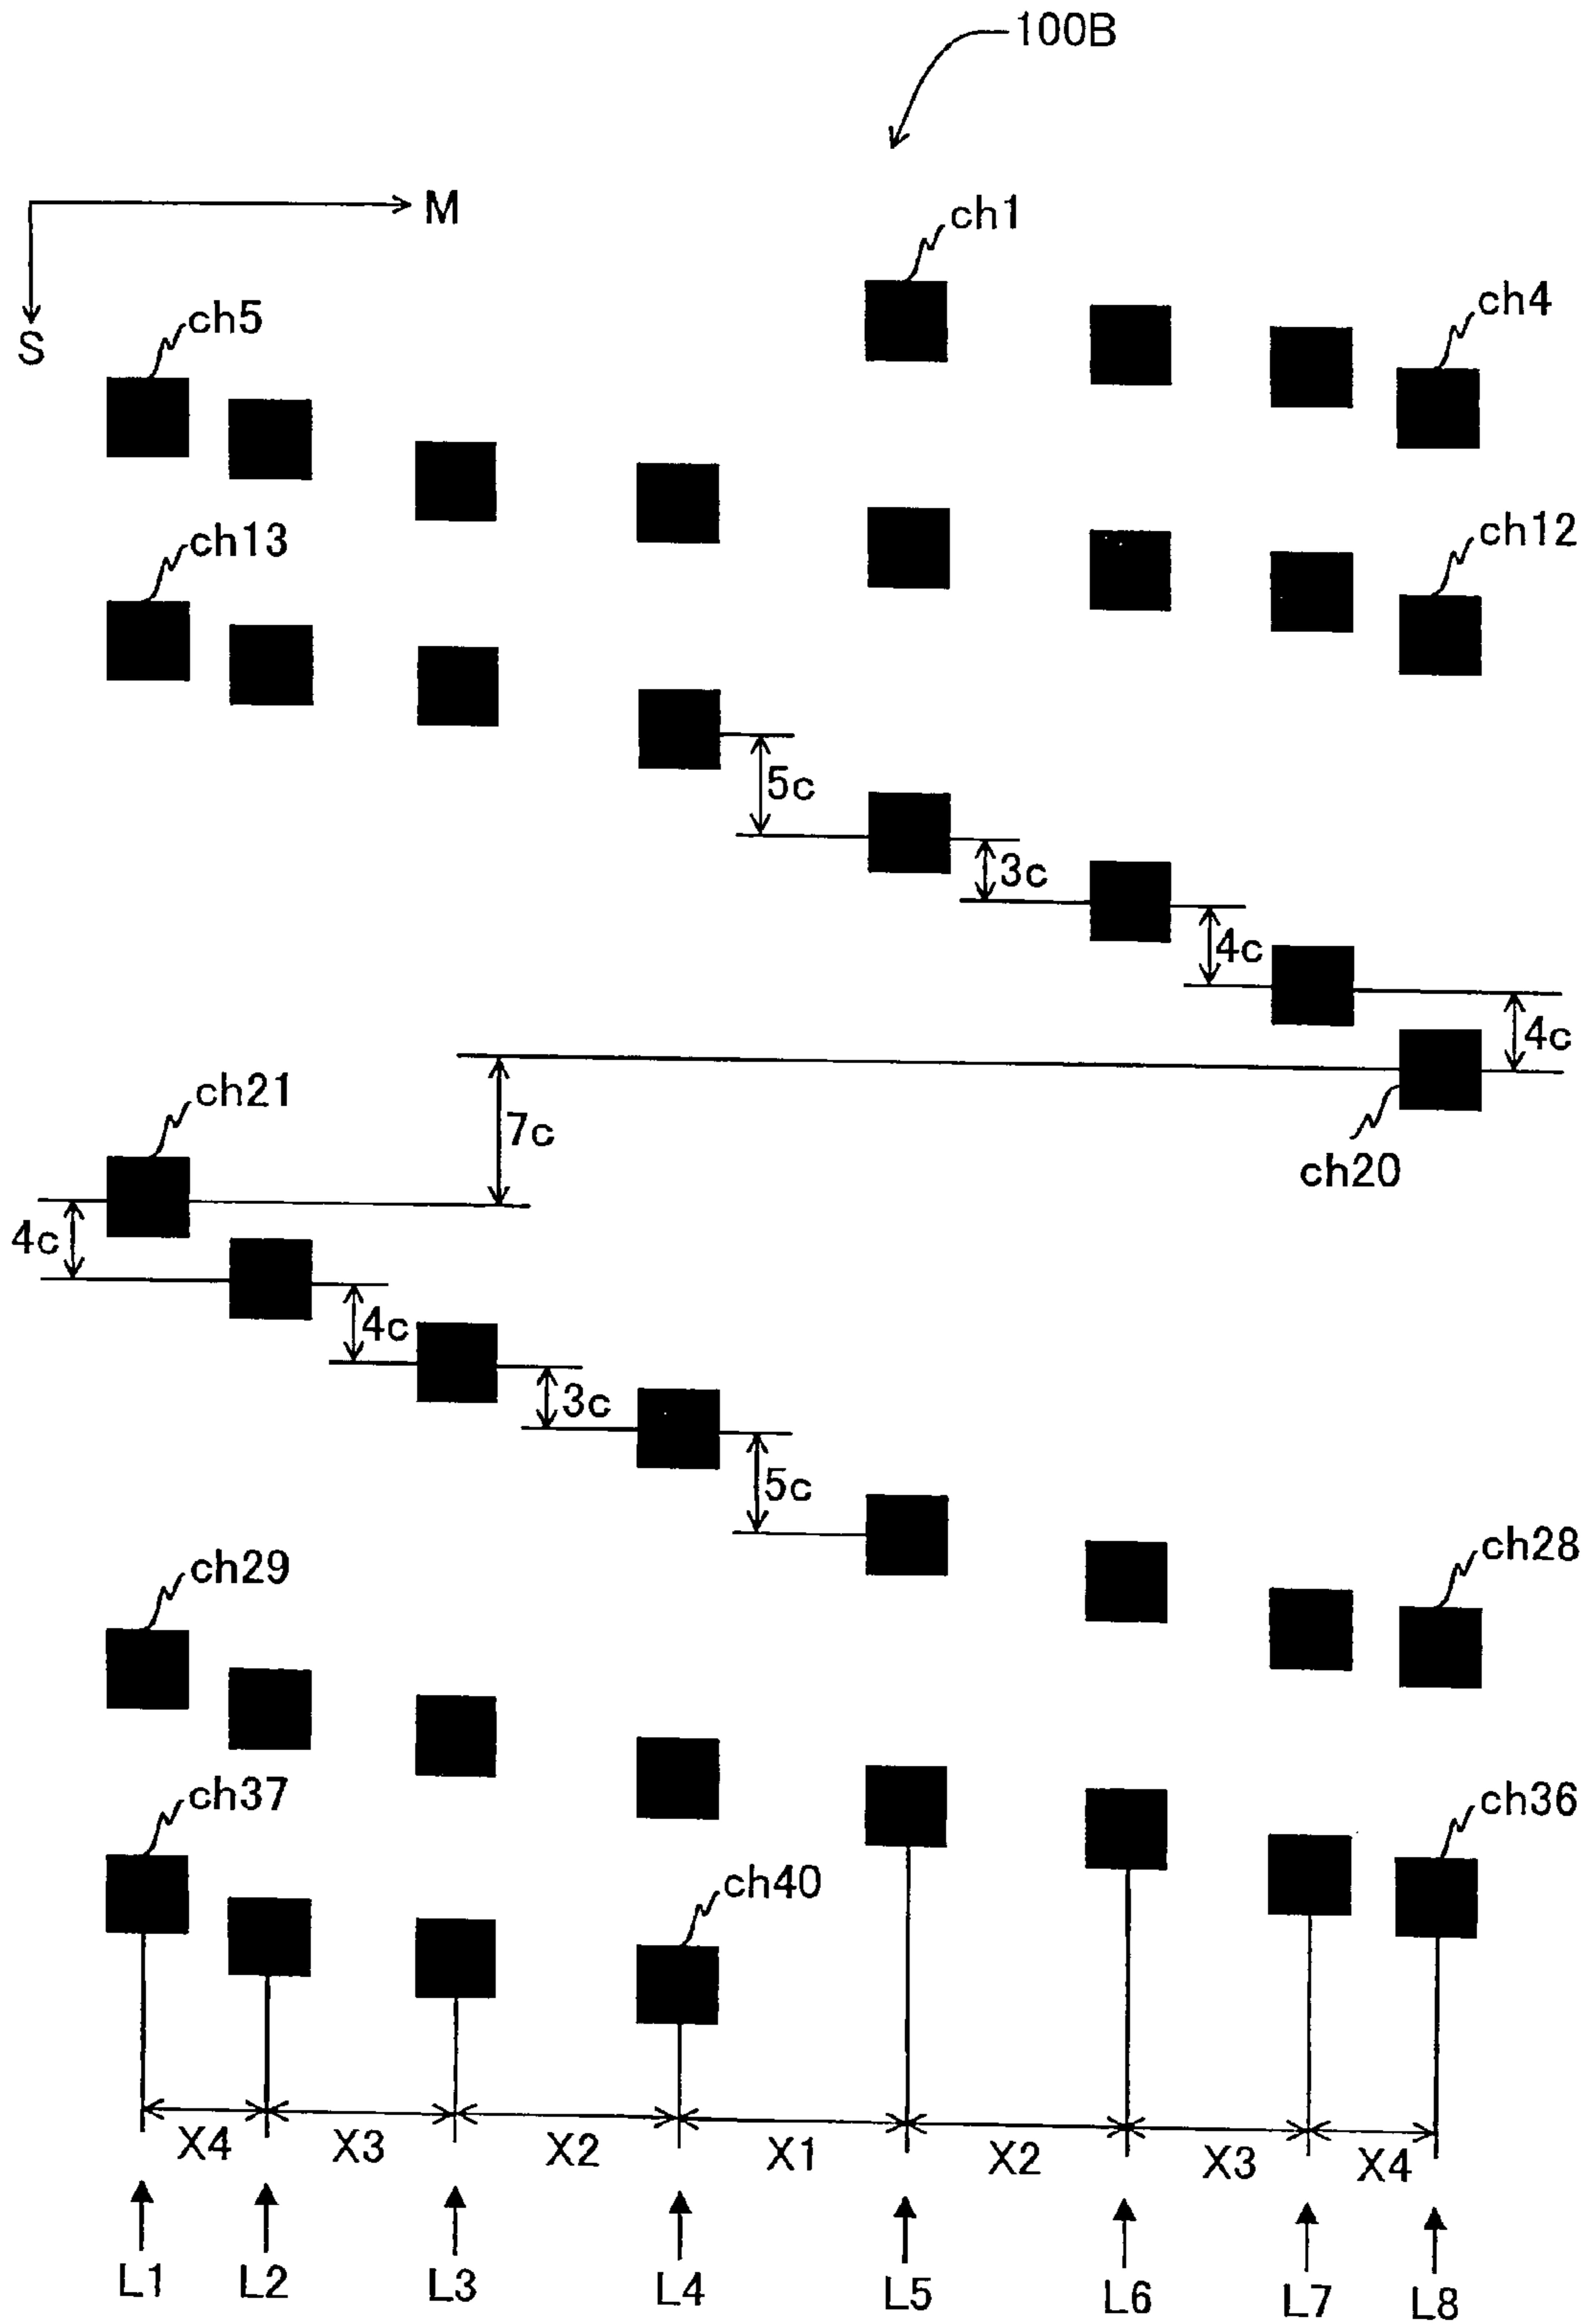 100B
M
S
ch1
ch4
ch5
ch12
ch13
5c
3c
4c
4c
7c
ch20
ch21
4c
4c
3c
5c
ch28
ch29
ch36
ch37
ch40
X4 X3 X2 X1 X2 X3 X4
L1 L2 L3 L4 L5 L6 L7 L8